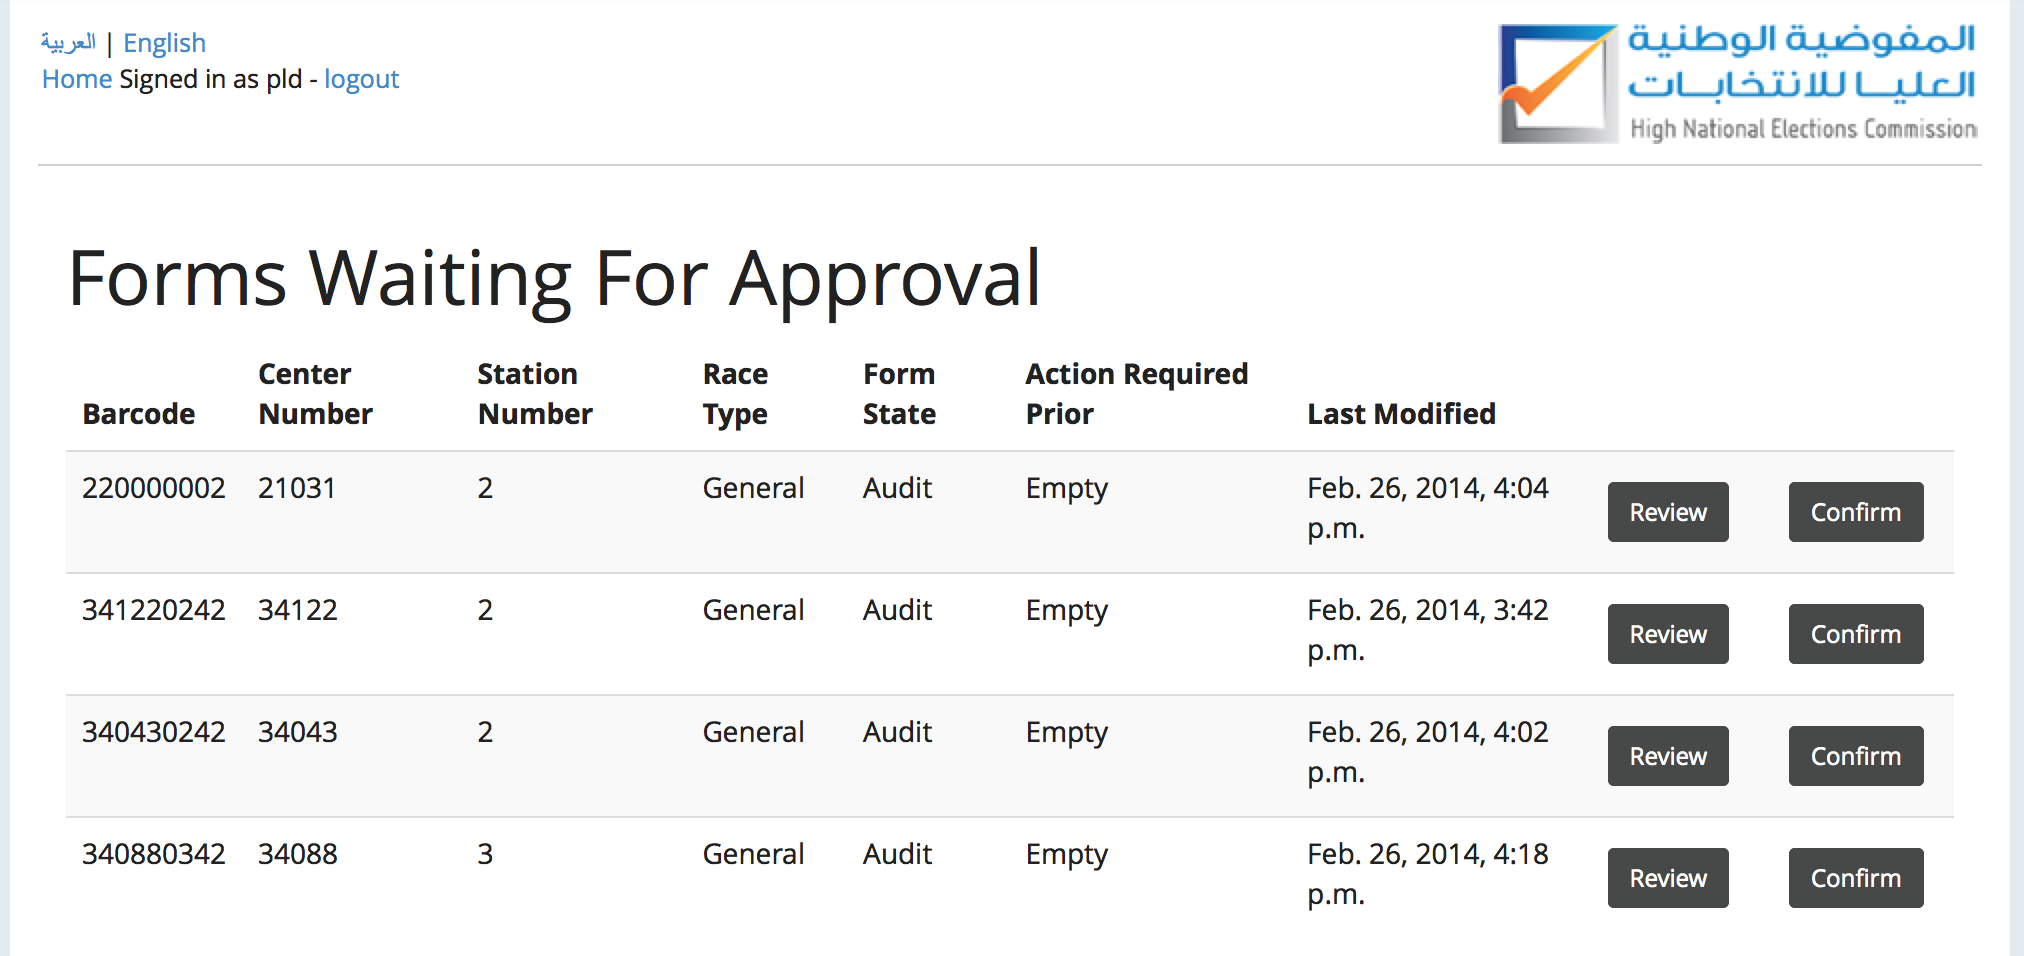 العربية | English
Home Signed in as pld - logout
المفوضية الوطنية
العليا للانتخابات
High National Elections Commission
Forms Waiting For Approval
Barcode Center Number Station Number Race Type Form State Action Required Prior Last Modified
220000002 21031 2 General Audit Empty Feb. 26, 2014, 4:04 p.m. Review Confirm
341220242 34122 2 General Audit Empty Feb. 26, 2014, 3:42 p.m. Review Confirm
340430242 34043 2 General Audit Empty Feb. 26, 2014, 4:02 p.m. Review Confirm
340880342 34088 3 General Audit Empty Feb. 26, 2014, 4:18 p.m. Review Confirm